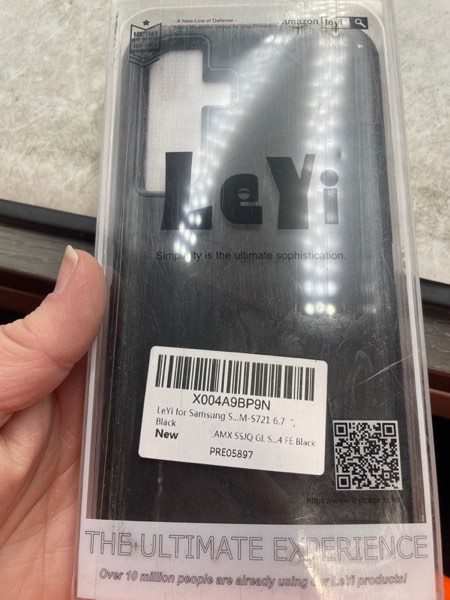 A New Line of Defense
amazon leyi
LeYi
Simplicity is the ultimate sophistication.
X004A9BP9N
LeYi for Samsung S...M-S721 6.7 ",
Black
New
AMX SSJQ GL S...4 FE Black
PRE05897
THE ULTIMATE EXPERIENCE
Over 10 million people are already using our LeYi products!